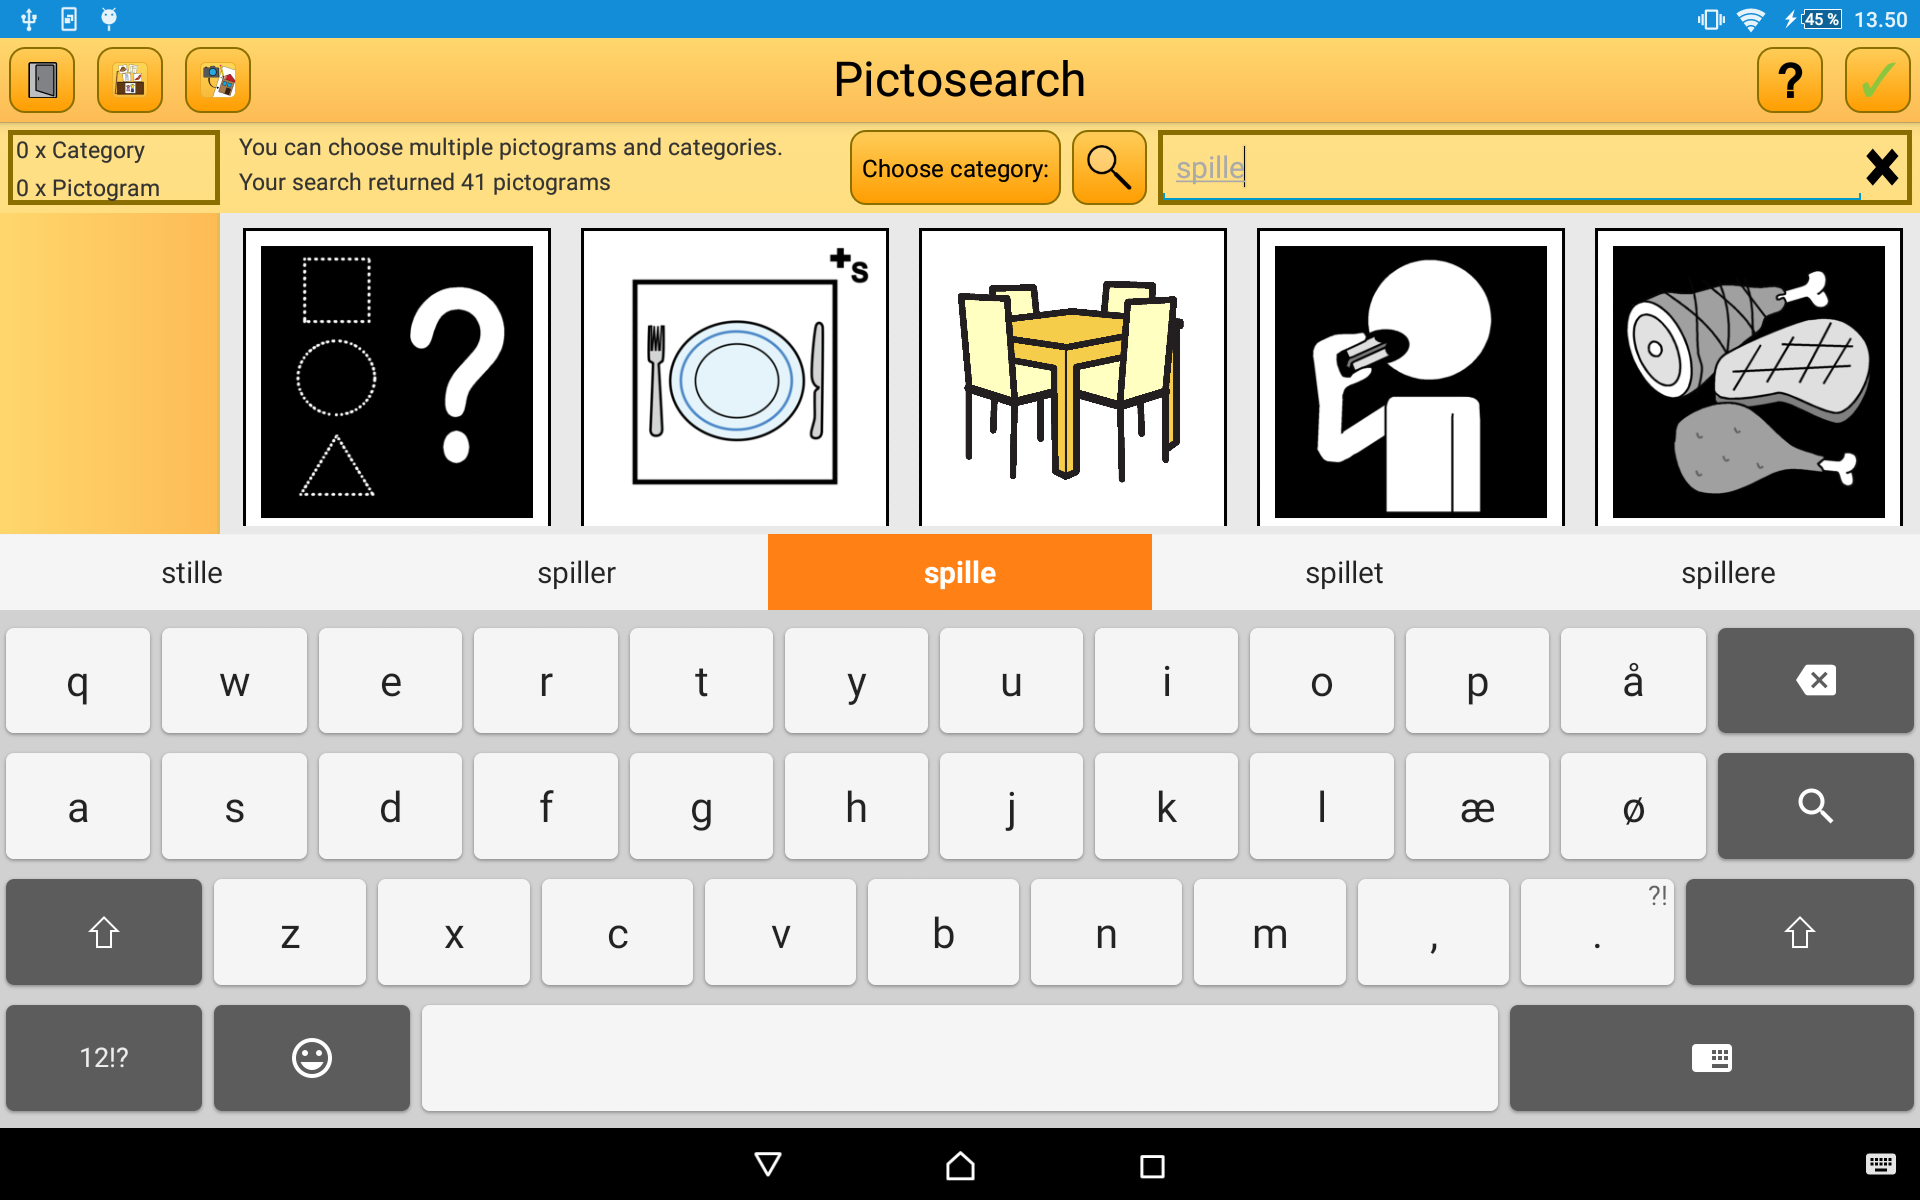 45 % 13.50
Pictosearch
?
0 x Category
0 x Pictogram
You can choose multiple pictograms and categories.
Your search returned 41 pictograms
Choose category:
spille
?
+s
stille spiller spille spillet spillere
q w e r t y u i o p å
a s d f g h j k l æ ø
z x c v b n m , . ?!
12!?